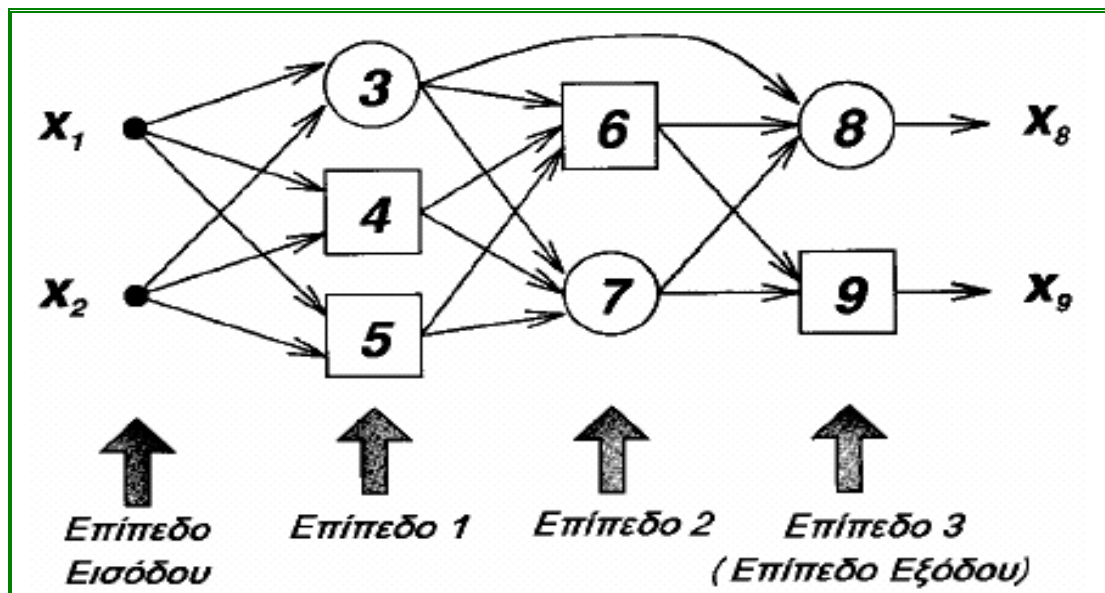 3
6
8
x₁
x₈
4
x₂
7
9
x₉
5
Επίπεδο
Εισόδου
Επίπεδο 1
Επίπεδο 2
Επίπεδο 3
(Επίπεδο Εξόδου)